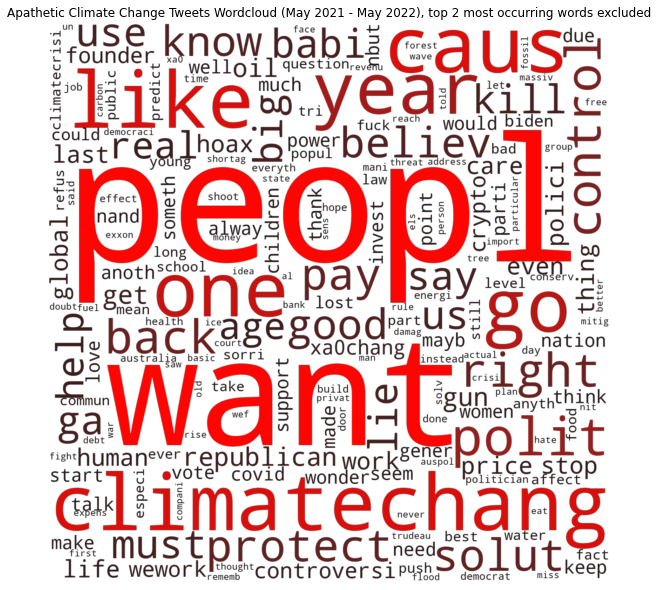 Apathetic Climate Change Tweets Wordcloud (May 2021 - May 2022), top 2 most occurring words excluded
un
face
xa0
forest
wave
fossil
climatecrisi
use
know
babi
caus
due
founder
nbut
job
carbon
public
predict
well
oil
question
revenu
told
let
massiv
free
like
time
big
much
tri
year
kill
control
could
democraci
reach
last
real
hoax
power
fuck
would
biden
believ
bad
group
young
shortag
popul
mani
threat
address
care
polici
refus
said
everyth
state
law
crypto
parti
particular
global
effect
someth
shoot
children
thank
hope
els
point
person
nand
exxon
alway
sens
invest
import
thing
peopl
money
tree
even
long
idea
al
conserv.
better
anoth
school
bank
pay
say
level
doubt
fuel
get
mean
one
lost
energi
go
mitig
health
ice
rule
part
damag
us
still
help
love
back
age
good
court
man
mayb
actual
day
nation
australia
saw
basic
sorri
xa0chang
instead
crisi
right
commun
want
old
take
support
build
privat
door
solv
plan
wef
lie
done
gun
think
ga
debt
war
rise
made
women
anyth
food
nit
fight
human
ever
republican
work
gener
auspol
polit
hate
start
especi
vote
covid
wonder
seem
price
stop
talk
compani
politician
affect
expens
climatechang
never
eat
make
first
must
protect
trudeau
best
water
fact
need
solut
life
wework
thought
rememb
controversi
push
flood
democrat
miss
keep